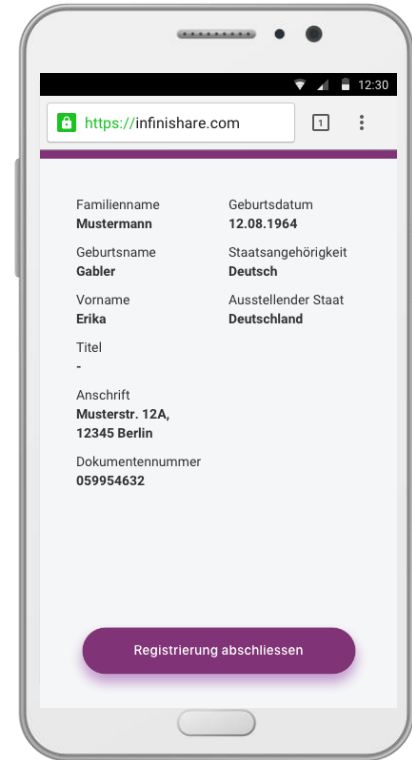 12:30
https://infinishare.com
1
Familienname
Mustermann
Geburtsname
Gabler
Vorname
Erika
Titel
-
Anschrift
Musterstr. 12A,
12345 Berlin
Dokumentennummer
059954632
Geburtsdatum
12.08.1964
Staatsangehörigkeit
Deutsch
Ausstellender Staat
Deutschland
Registrierung abschliessen